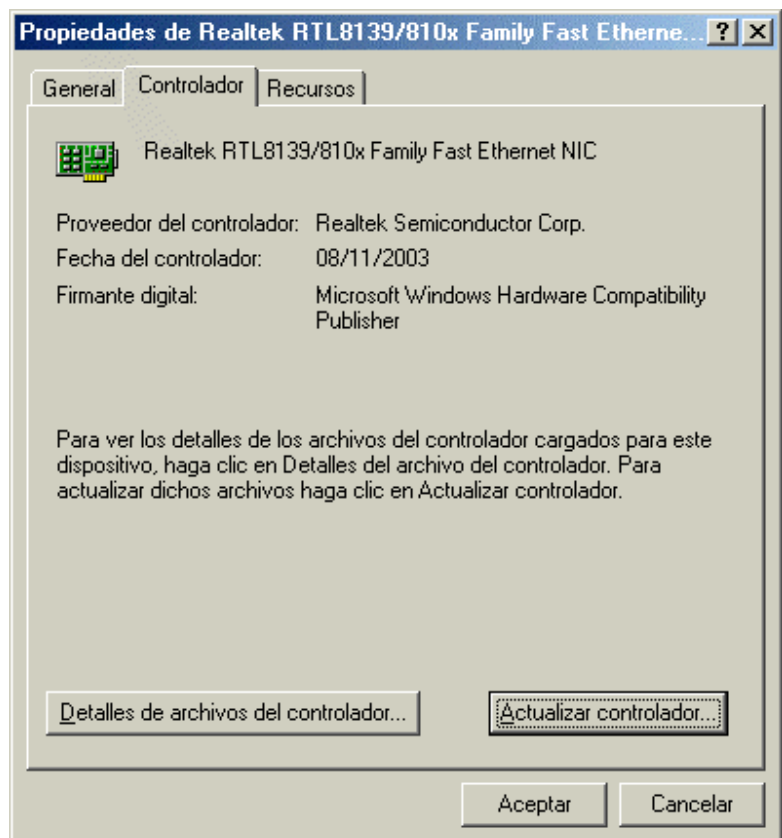 Propiedades de Realtek RTL8139/810x Family Fast Etherne...
General Controlador Recursos
Realtek RTL8139/810x Family Fast Ethernet NIC
Proveedor del controlador: Realtek Semiconductor Corp.
Fecha del controlador: 08/11/2003
Firmante digital: Microsoft Windows Hardware Compatibility
Publisher
Para ver los detalles de los archivos del controlador cargados para este
dispositivo, haga clic en Detalles del archivo del controlador. Para
actualizar dichos archivos haga clic en Actualizar controlador.
Detalles de archivos del controlador... Actualizar controlador...
Aceptar Cancelar